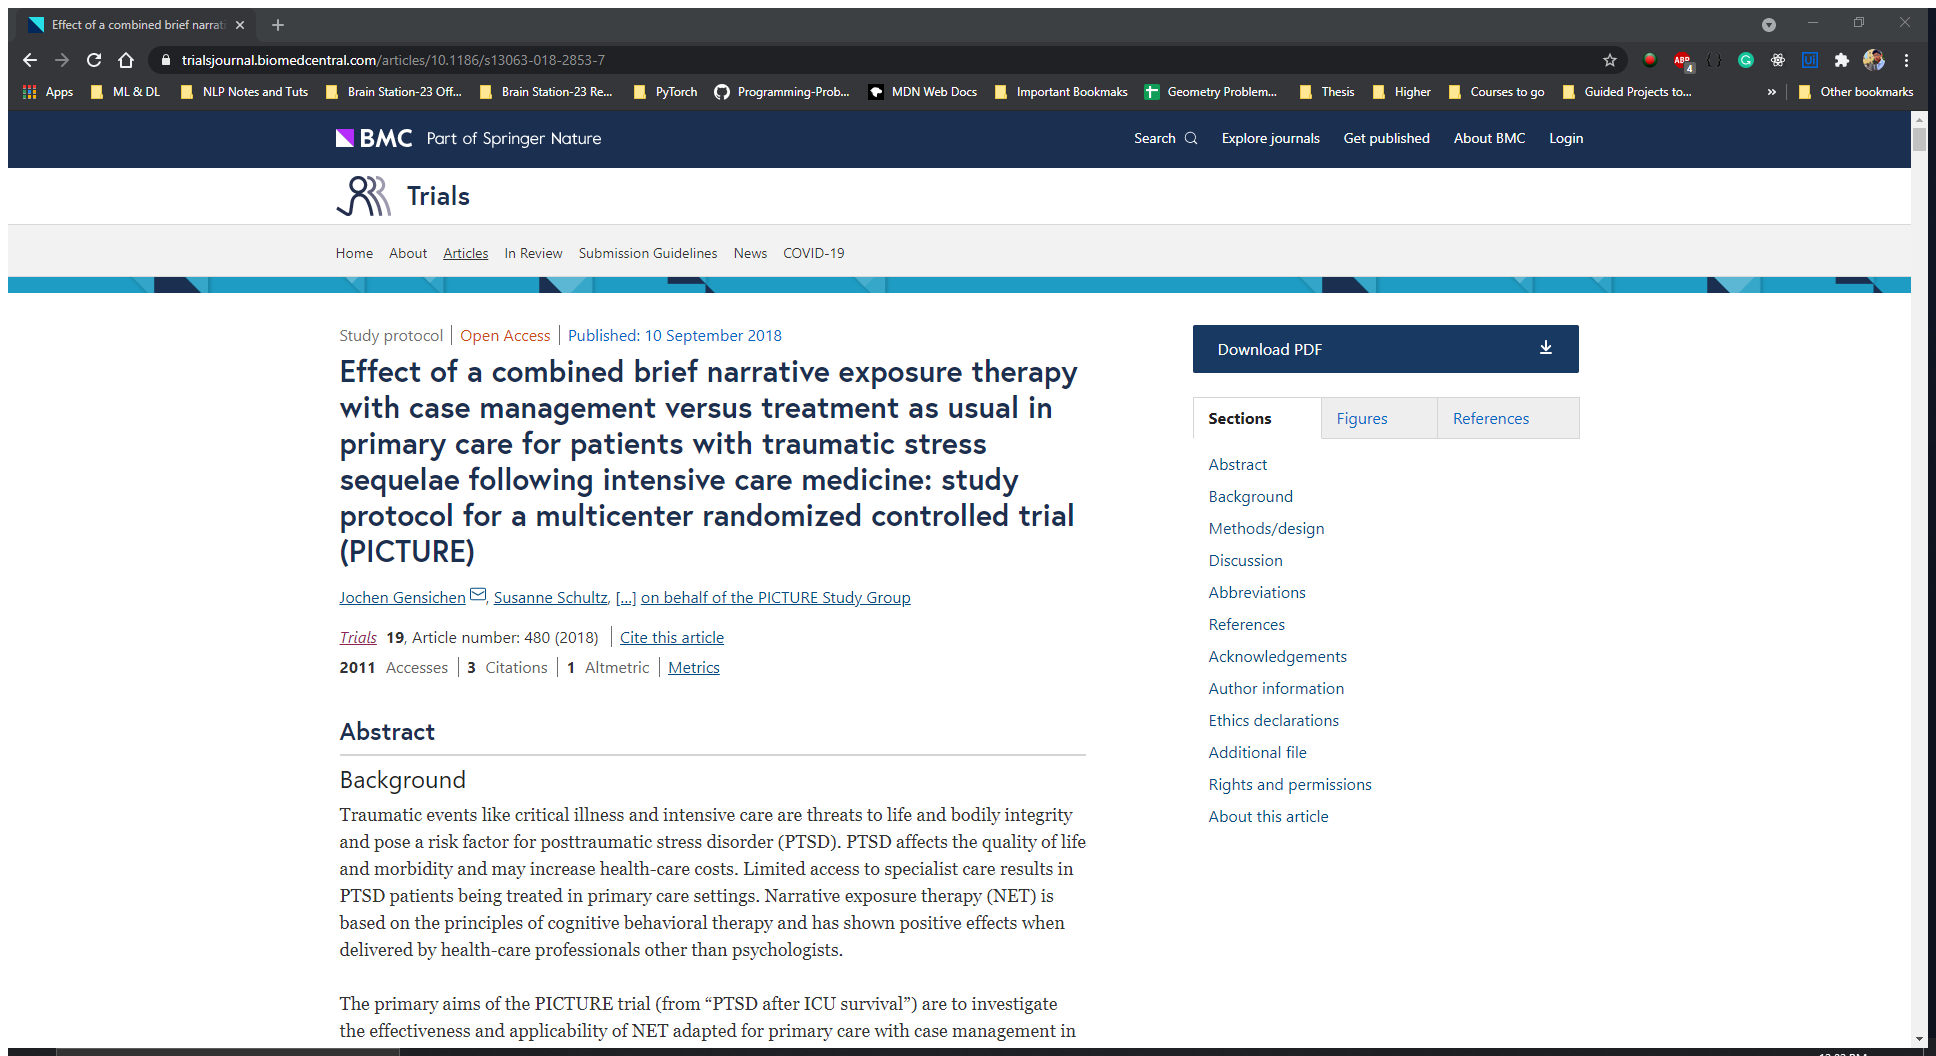 Effect of a combined brief narrati
trialsjournal.biomedcentral.com/articles/10.1186/s13063-018-2853-7
ABP
4
G
Ui
Apps
ML & DL
NLP Notes and Tuts
Brain Station-23 Off...
Brain Station-23 Re...
PyTorch
Programming-Prob...
MDN Web Docs
Important Bookmaks
Geometry Problem...
Thesis
Higher
Courses to go
Guided Projects to...
»
Other bookmarks
BMC Part of Springer Nature
Search
Explore journals
Get published
About BMC
Login
Trials
Home
About
Articles
In Review
Submission Guidelines
News
COVID-19
Study protocol | Open Access | Published: 10 September 2018
Effect of a combined brief narrative exposure therapy
with case management versus treatment as usual in
primary care for patients with traumatic stress
sequelae following intensive care medicine: study
protocol for a multicenter randomized controlled trial
(PICTURE)
Jochen Gensichen, Susanne Schultz, [...] on behalf of the PICTURE Study Group
Trials 19, Article number: 480 (2018) | Cite this article
2011 Accesses | 3 Citations | 1 Altmetric | Metrics
Abstract
Background
Traumatic events like critical illness and intensive care are threats to life and bodily integrity
and pose a risk factor for posttraumatic stress disorder (PTSD). PTSD affects the quality of life
and morbidity and may increase health-care costs. Limited access to specialist care results in
PTSD patients being treated in primary care settings. Narrative exposure therapy (NET) is
based on the principles of cognitive behavioral therapy and has shown positive effects when
delivered by health-care professionals other than psychologists.
The primary aims of the PICTURE trial (from “PTSD after ICU survival”) are to investigate
the effectiveness and applicability of NET adapted for primary care with case management in
Download PDF
Sections
Figures
References
Abstract
Background
Methods/design
Discussion
Abbreviations
References
Acknowledgements
Author information
Ethics declarations
Additional file
Rights and permissions
About this article